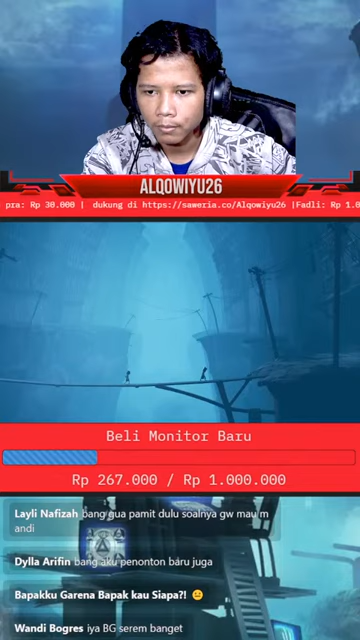 ALQOWIYU26
pra: Rp 30.000 | dukung di https://saweria.co/Alqowiyu26 |Fadli: Rp 1.0
Beli Monitor Baru
Rp 267.000 / Rp 1.000.000
Layli Nafizah bang gua pamit dulu soalnya gw mau m
andi
Dylla Arifin bang aku penonton baru juga
Bapakku Garena Bapak kau Siapa?! 😐
Wandi Bogres iya BG serem banget